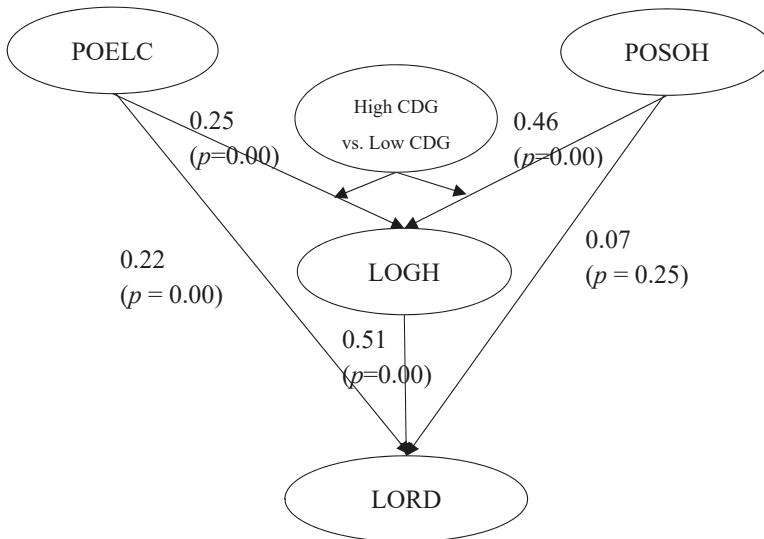 POELC
POSOH
High CDG
vs. Low CDG
0.25
(p=0.00)
0.46
(p=0.00)
0.22
(p = 0.00)
LOGH
0.07
(p = 0.25)
0.51
(p=0.00)
LORD